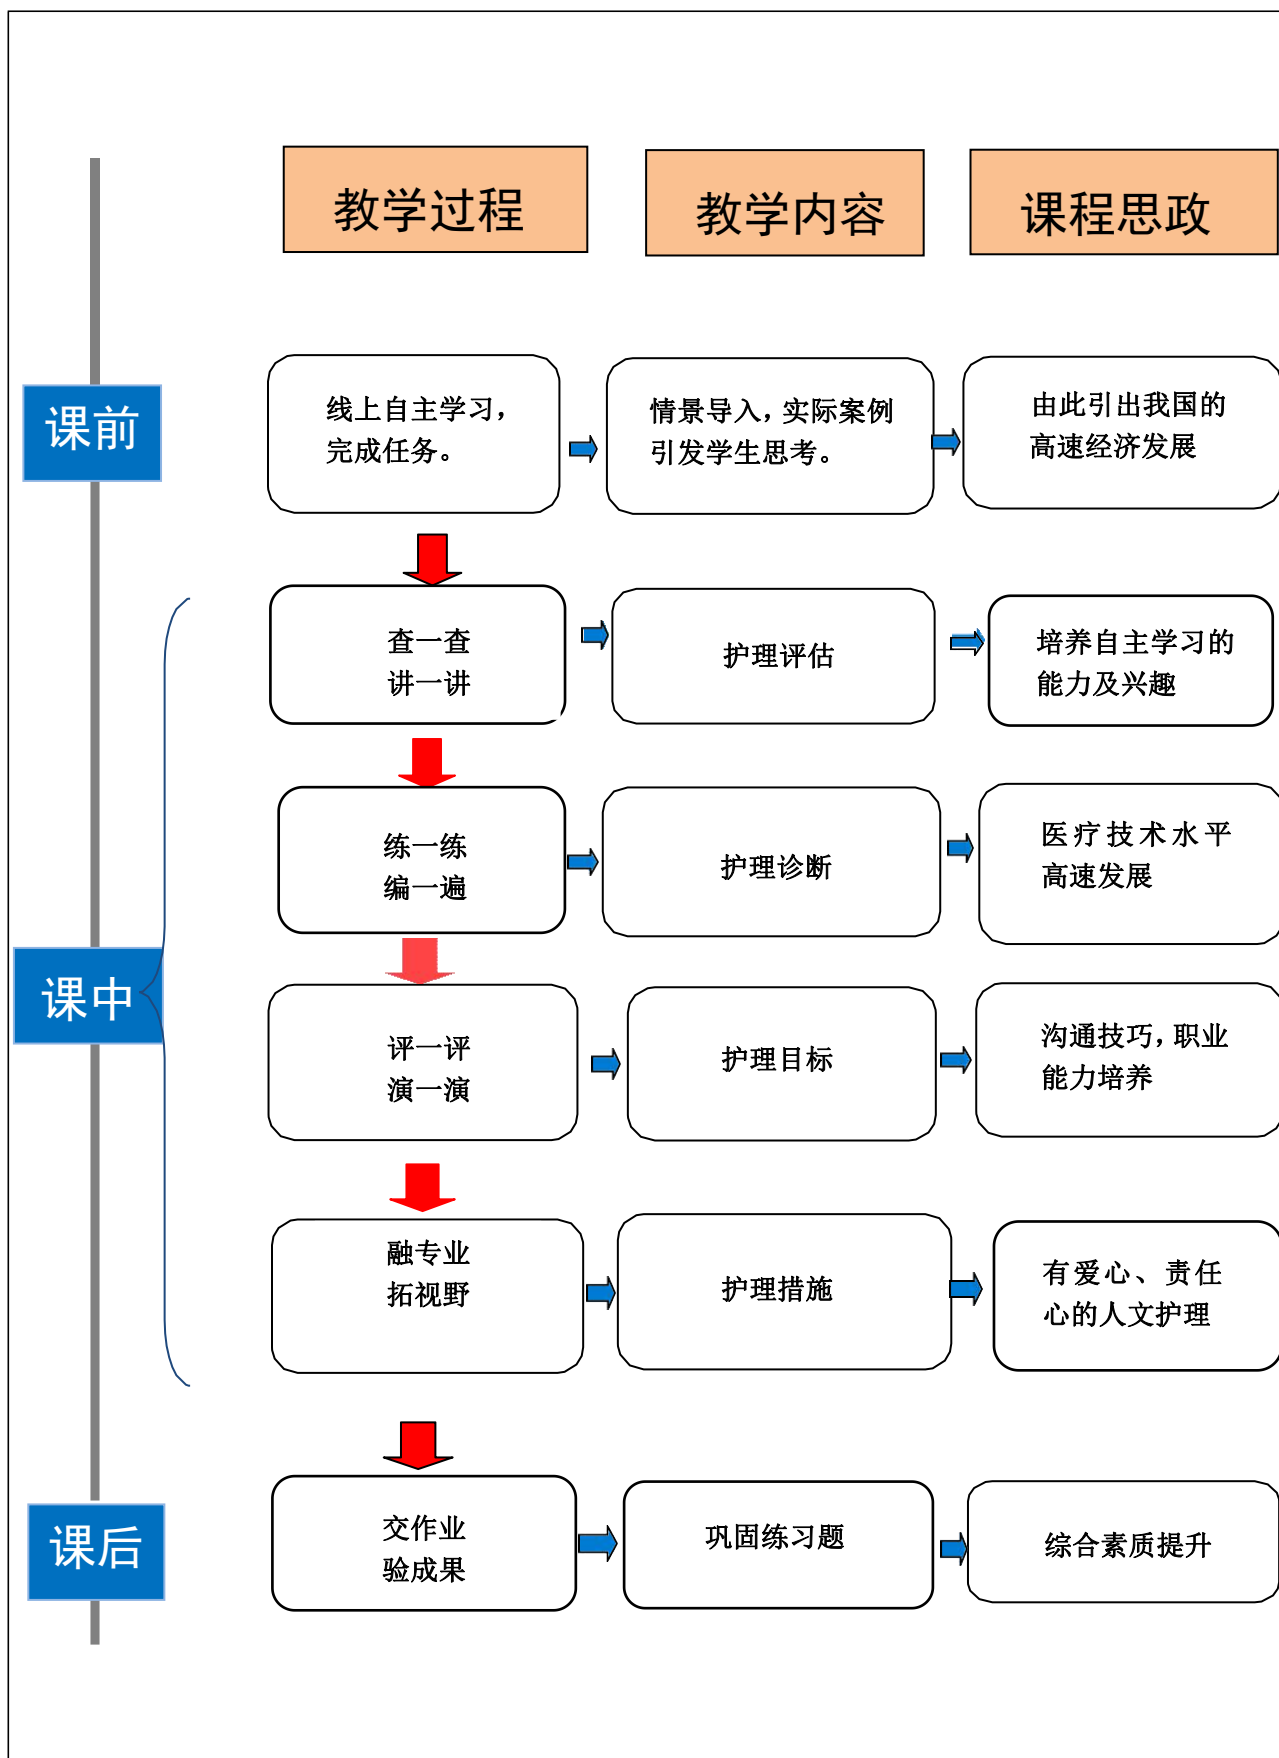 教学过程
教学内容
课程思政
课前
线上自主学习，
完成任务。
情景导入，实际案例
引发学生思考。
由此引出我国的
高速经济发展
查一查
讲一讲
护理评估
培养自主学习的
能力及兴趣
练一练
编一遍
护理诊断
医疗技术水平
高速发展
课中
评一评
演一演
护理目标
沟通技巧，职业
能力培养
融专业
拓视野
护理措施
有爱心、责任
心的人文护理
课后
交作业
验成果
巩固练习题
综合素质提升